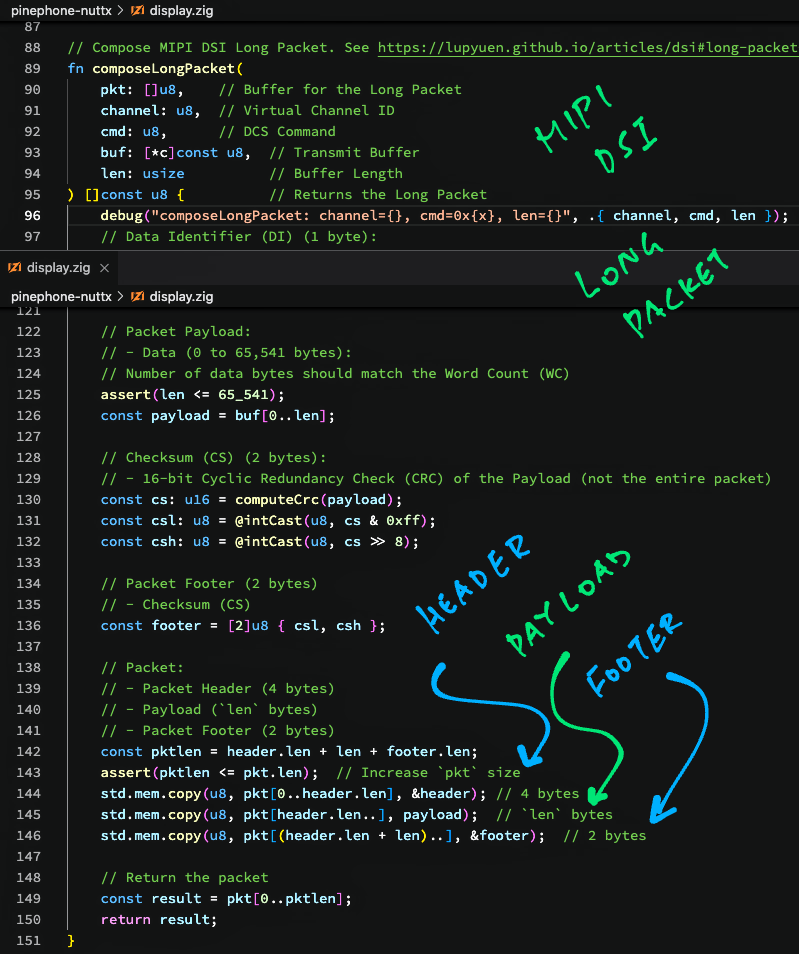 pinephone-nuttx > display.zig
87
88 // Compose MIPI DSI Long Packet. See https://lupyuen.github.io/articles/dsi#long-packet
89 fn composeLongPacket(
90 pkt: []u8, // Buffer for the Long Packet
91 channel: u8, // Virtual Channel ID
92 cmd: u8, // DCS Command
93 buf: [*c]const u8, // Transmit Buffer
94 len: usize // Buffer Length
95 ) []const u8 { // Returns the Long Packet
96 debug("composeLongPacket: channel={}, cmd=0x{x}, len={}", .{ channel, cmd, len });
97 // Data Identifier (DI) (1 byte):
MIPI
DSI
LONG
PACKET
display.zig ×
pinephone-nuttx > display.zig
121
122 // Packet Payload:
123 // - Data (0 to 65,541 bytes):
124 // Number of data bytes should match the Word Count (WC)
125 assert(len <= 65_541);
126 const payload = buf[0..len];
127
128 // Checksum (CS) (2 bytes):
129 // - 16-bit Cyclic Redundancy Check (CRC) of the Payload (not the entire packet)
130 const cs: u16 = computeCrc(payload);
131 const csl: u8 = @intCast(u8, cs & 0xff);
132 const csh: u8 = @intCast(u8, cs >> 8);
133
134 // Packet Footer (2 bytes)
135 // - Checksum (CS)
136 const footer = [2]u8 { csl, csh };
137
HEADER
PAYLOAD
FOOTER
138 // Packet:
139 // - Packet Header (4 bytes)
140 // - Payload (`len` bytes)
141 // - Packet Footer (2 bytes)
142 const pktlen = header.len + len + footer.len;
143 assert(pktlen <= pkt.len); // Increase `pkt` size
144 std.mem.copy(u8, pkt[0..header.len], &header); // 4 bytes
145 std.mem.copy(u8, pkt[header.len..], payload); // `len` bytes
146 std.mem.copy(u8, pkt[(header.len + len)..], &footer); // 2 bytes
147
148 // Return the packet
149 const result = pkt[0..pktlen];
150 return result;
151 }